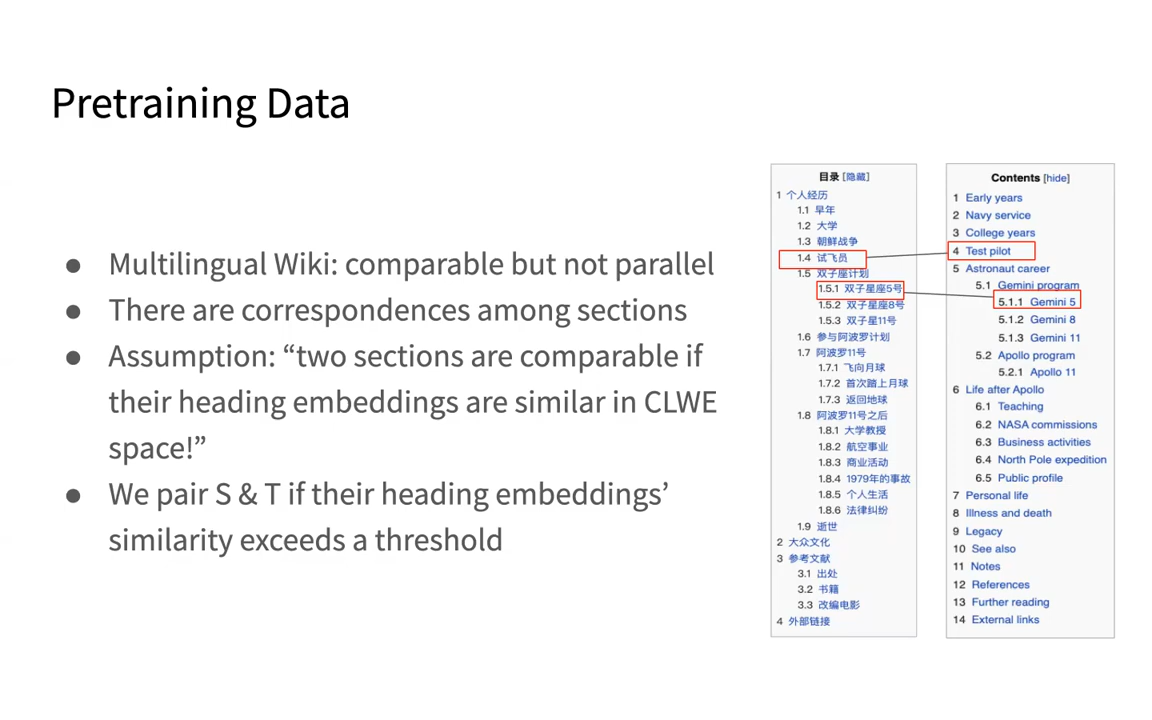 Pretraining Data
● Multilingual Wiki: comparable but not parallel
● There are correspondences among sections
● Assumption: “two sections are comparable if
their heading embeddings are similar in CLWE
space!”
● We pair S & T if their heading embeddings’
similarity exceeds a threshold
目录 [隐藏]
1 个人经历
1.1 早年
1.2 大学
1.3 朝鲜战争
1.4 试飞员
1.5 双子座计划
1.5.1 双子星座5号
1.5.2 双子星座8号
1.5.3 双子星11号
1.6 参与阿波罗计划
1.7 阿波罗11号
1.7.1 飞向月球
1.7.2 首次踏上月球
1.7.3 返回地球
1.8 阿波罗11号之后
1.8.1 大学教授
1.8.2 航空事业
1.8.3 商业活动
1.8.4 1979年的事故
1.8.5 个人生活
1.8.6 法律纠纷
1.9 逝世
2 大众文化
3 参考文献
3.1 出处
3.2 书籍
3.3 改编电影
4 外部链接
Contents [hide]
1 Early years
2 Navy service
3 College years
4 Test pilot
5 Astronaut career
5.1 Gemini program
5.1.1 Gemini 5
5.1.2 Gemini 8
5.1.3 Gemini 11
5.2 Apollo program
5.2.1 Apollo 11
6 Life after Apollo
6.1 Teaching
6.2 NASA commissions
6.3 Business activities
6.4 North Pole expedition
6.5 Public profile
7 Personal life
8 Illness and death
9 Legacy
10 See also
11 Notes
12 References
13 Further reading
14 External links